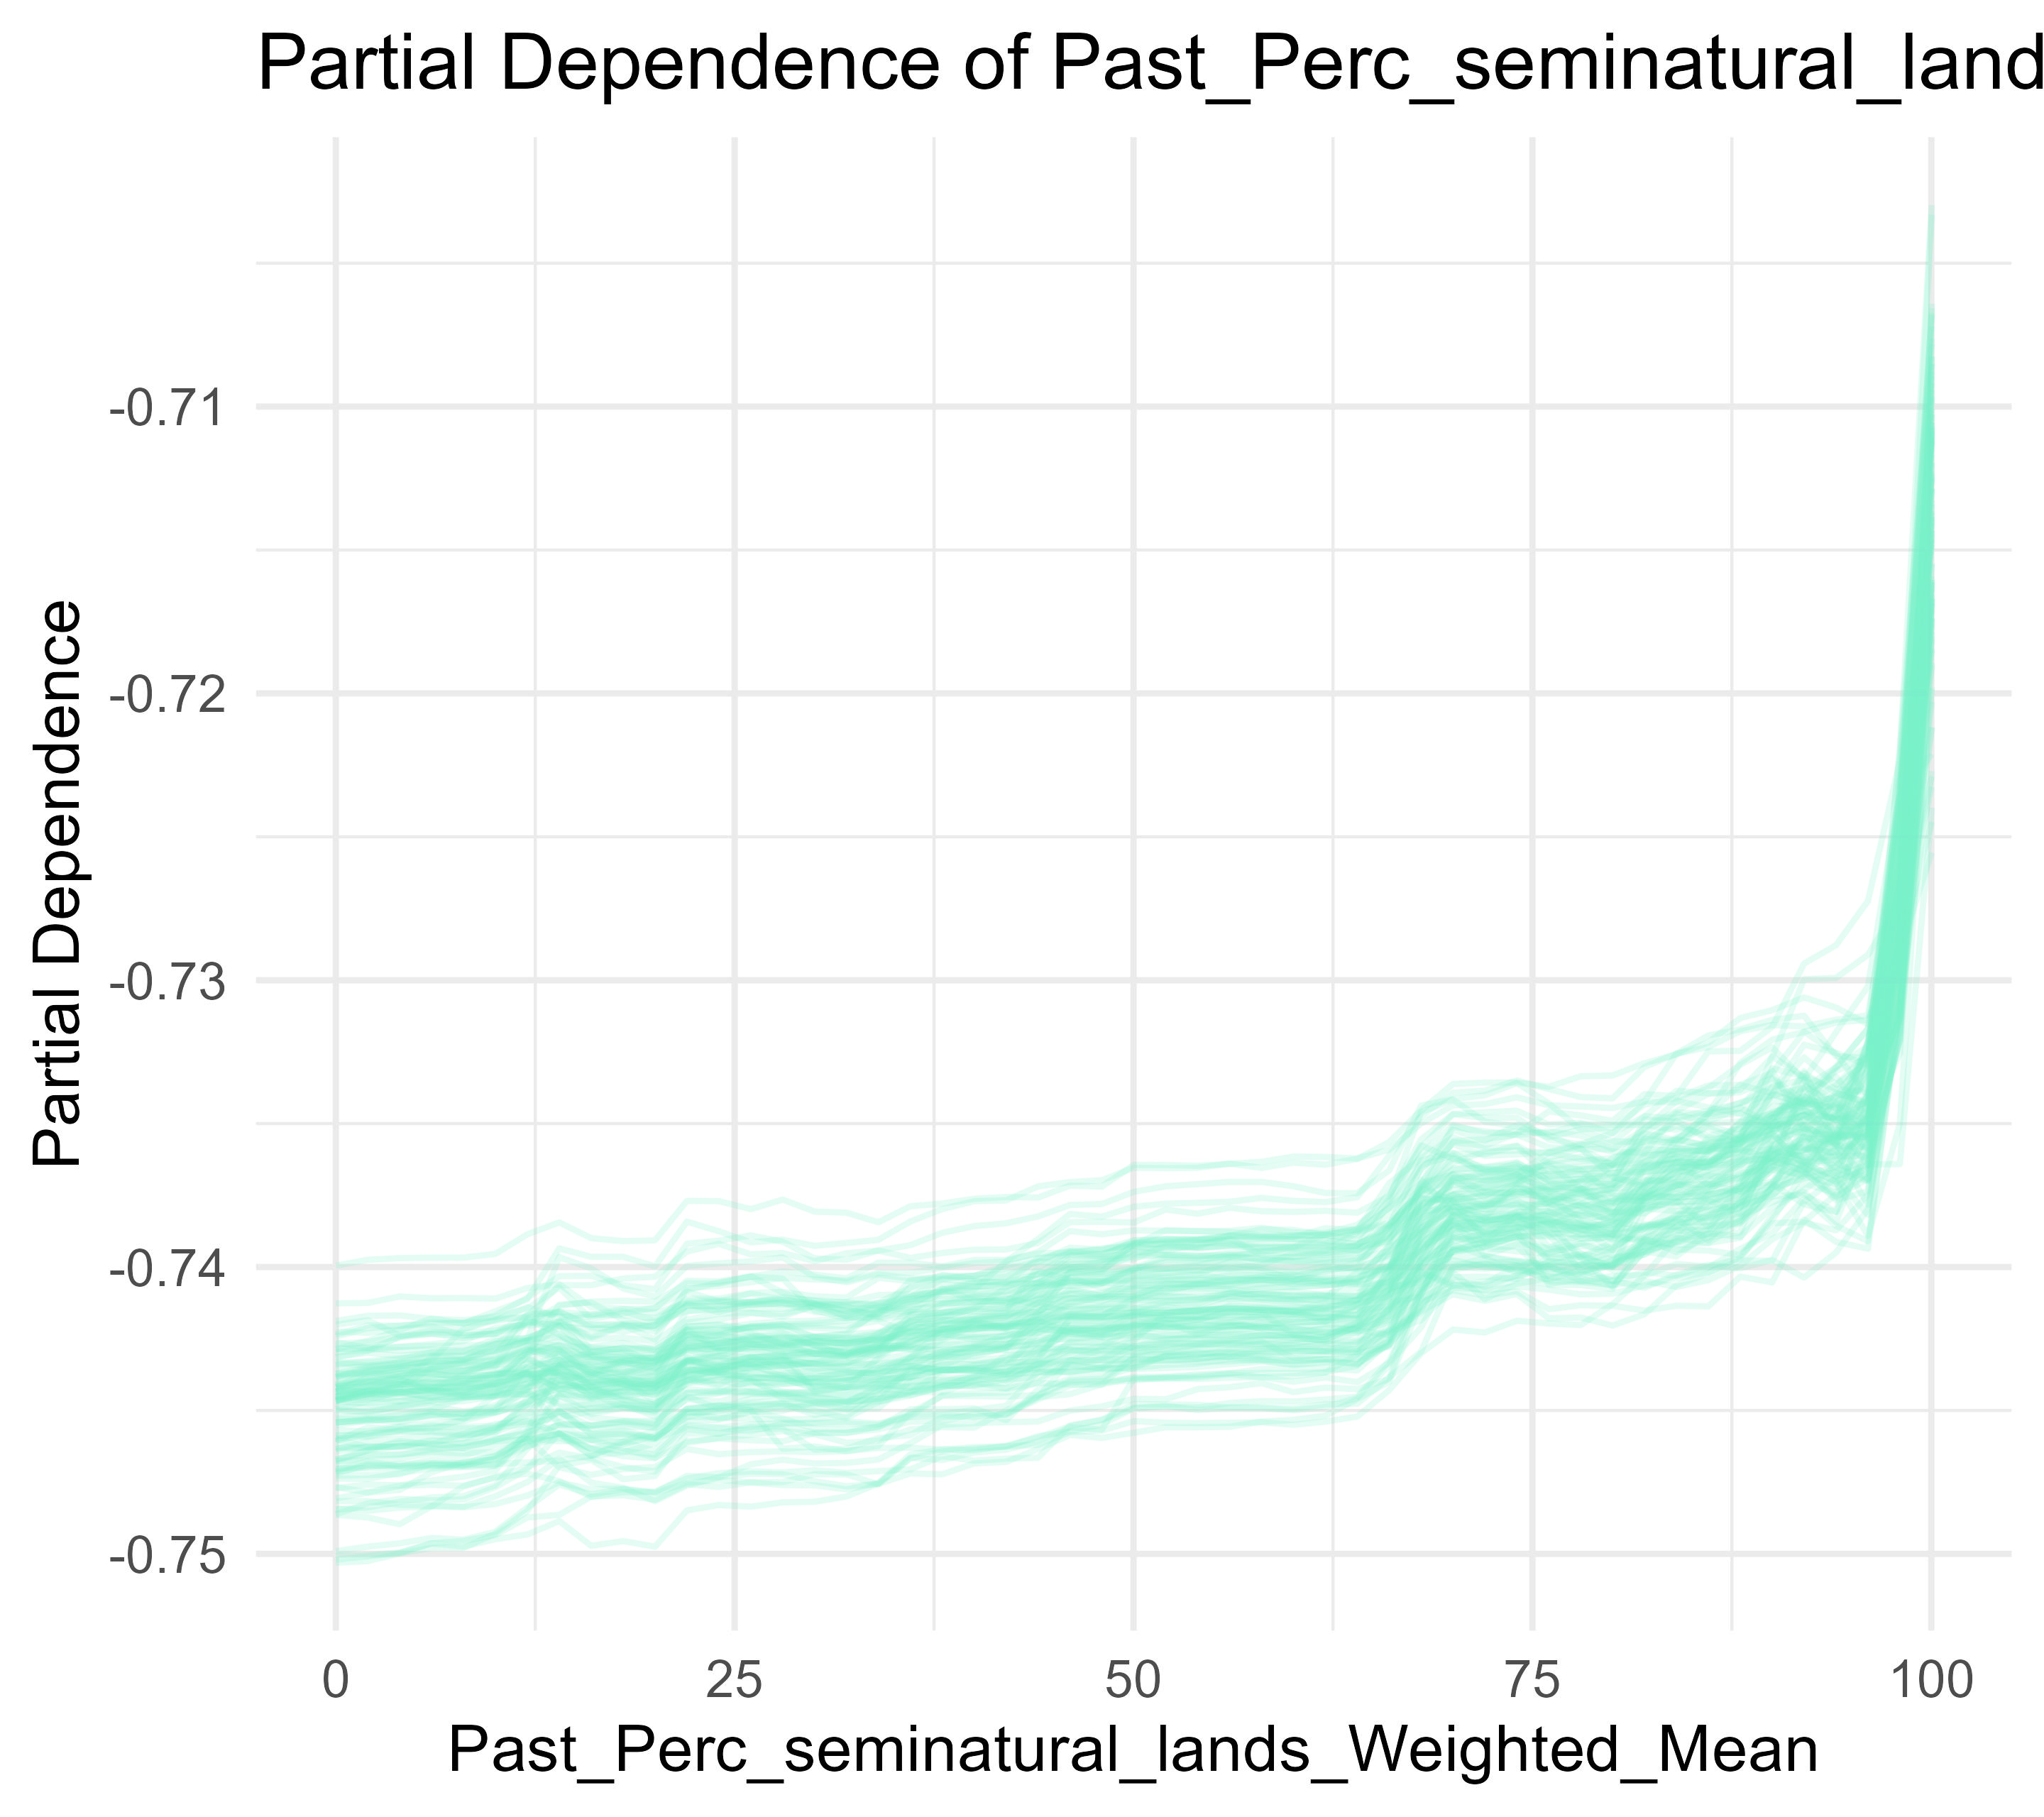 Partial Dependence of Past_Perc_seminatural_land
Partial Dependence
-0.71
-0.72
-0.73
-0.74
-0.75
0 25 50 75 100
Past_Perc_seminatural_lands_Weighted_Mean